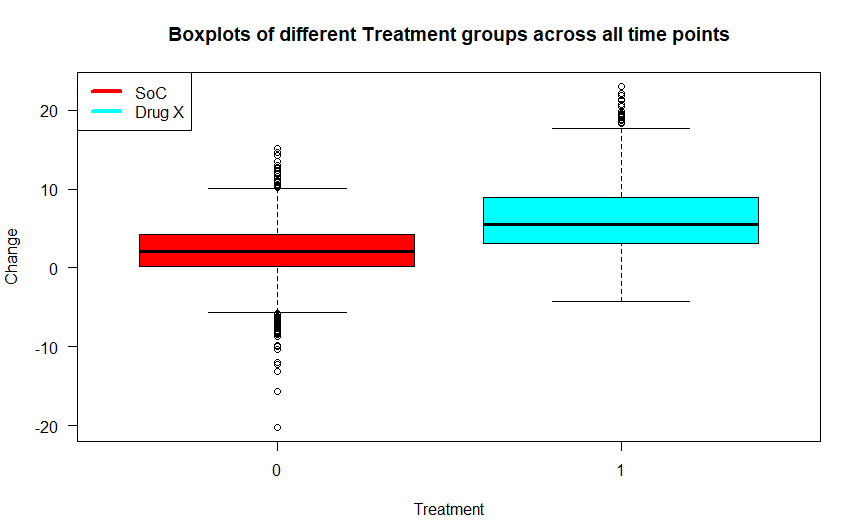 Boxplots of different Treatment groups across all time points
SoC
Drug X
20
10
0
-10
-20
Change
0
1
Treatment